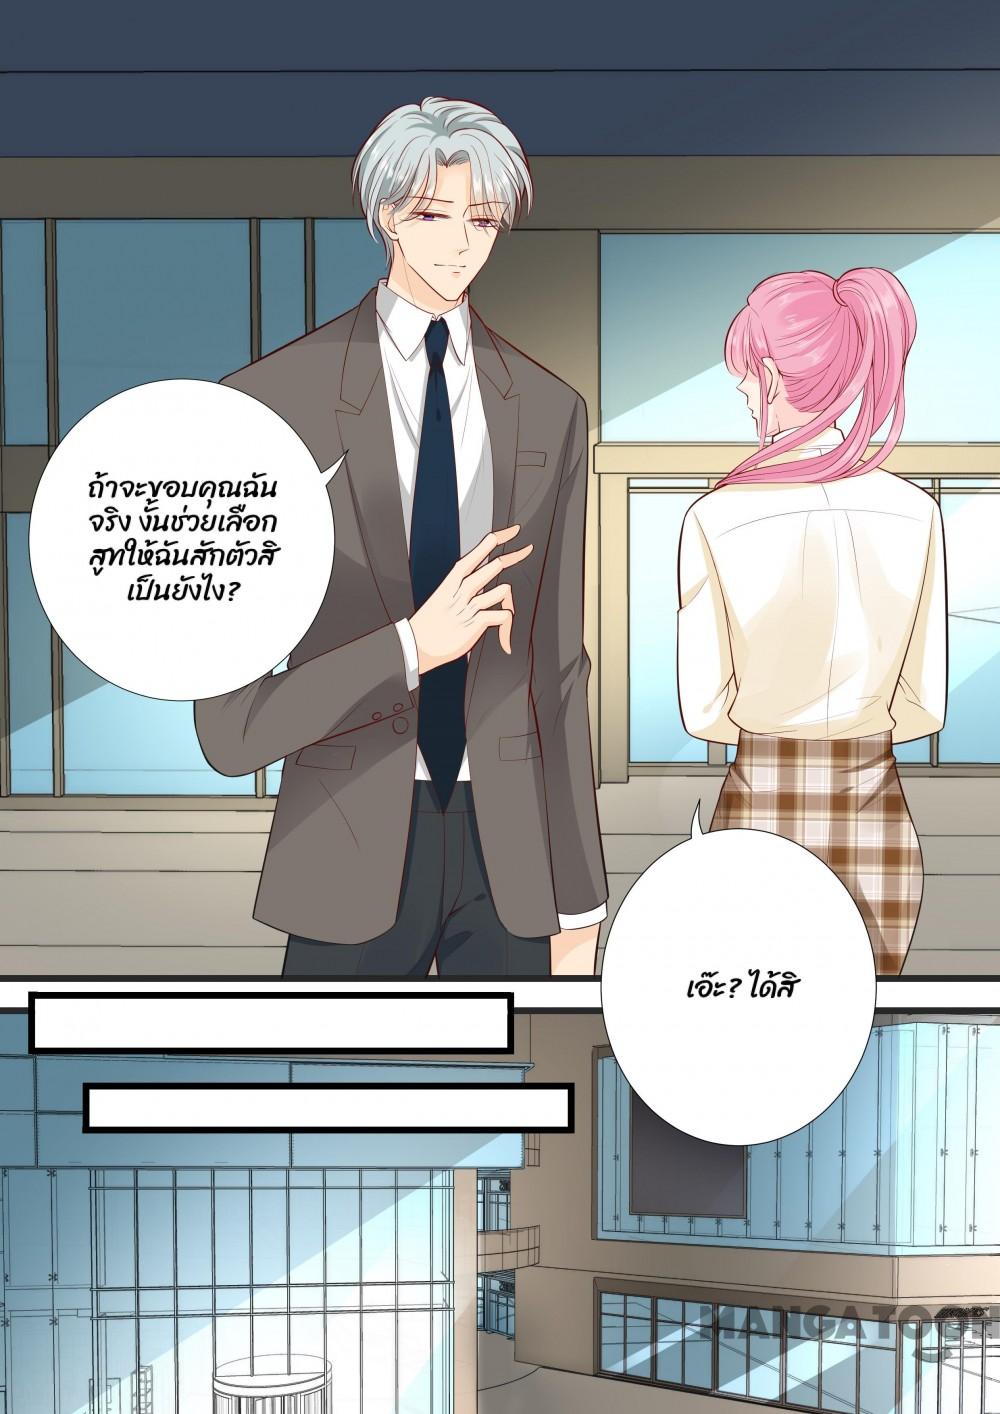 ถ้าจะขอบคุณฉัน
จริง งั้นช่วยเลือก
สูทให้ฉันสักตัวสิ
เป็นยังไง?
เอ๊ะ? ได้สิ
MANGATOON